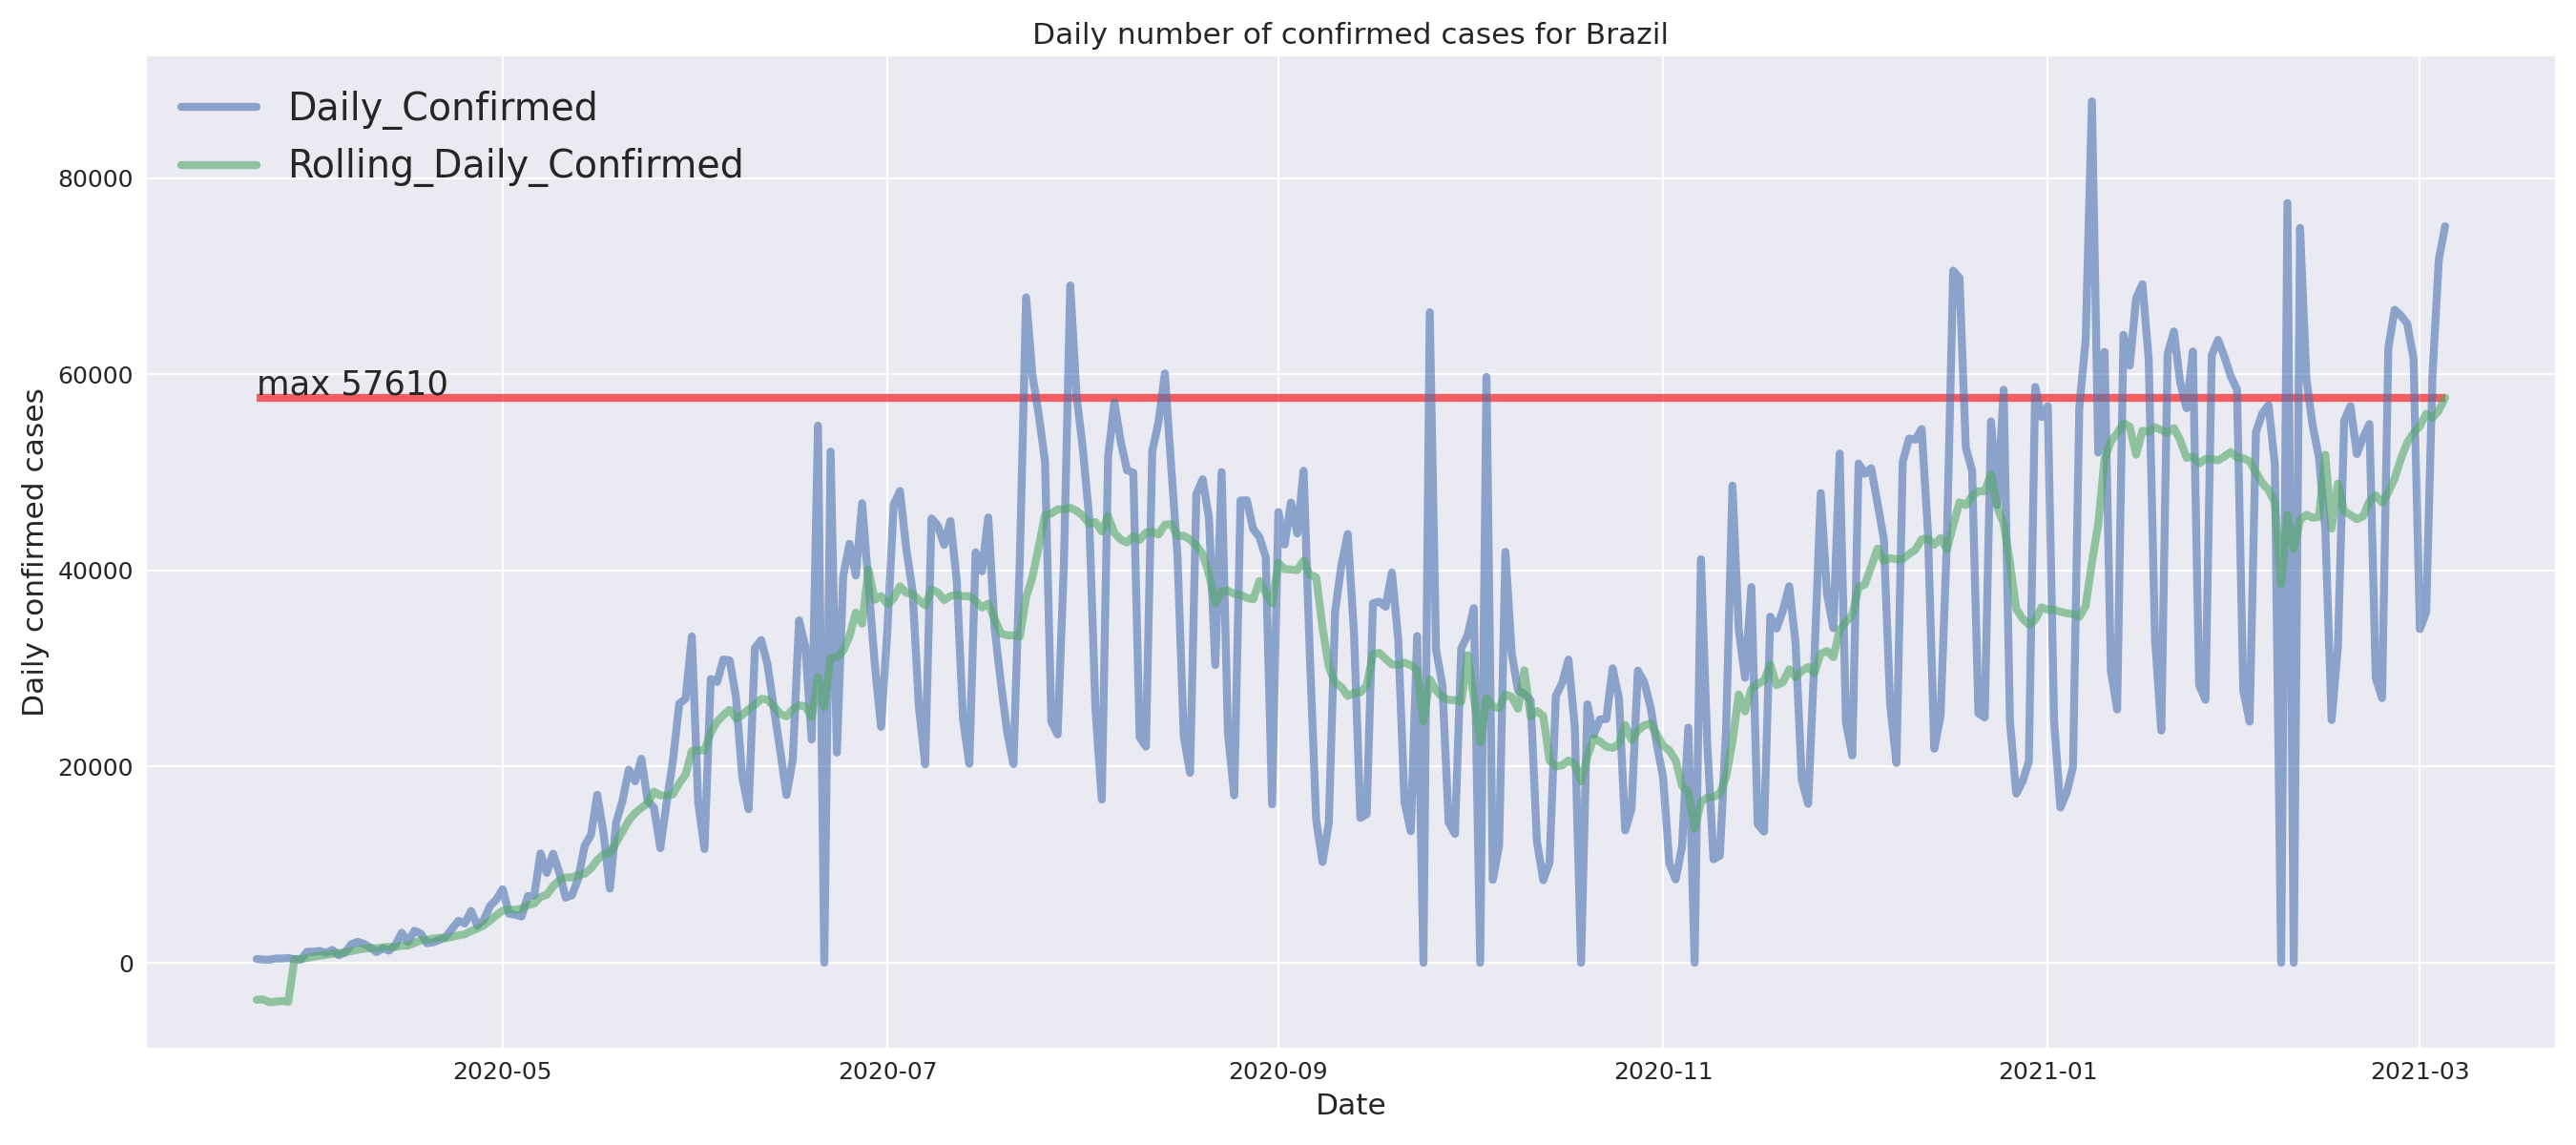 Daily number of confirmed cases for Brazil
Daily_Confirmed
Rolling_Daily_Confirmed
80000
60000
40000
20000
0
max 57610
Daily confirmed cases
2020-05
2020-07
2020-09
2020-11
2021-01
2021-03
Date